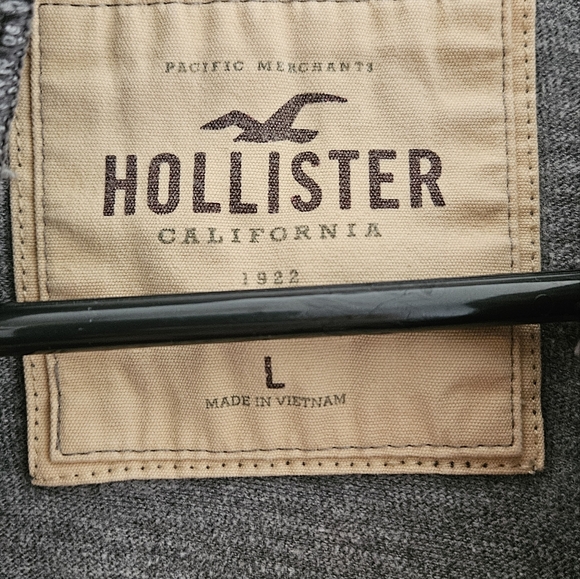 PACIFIC MERCHANTS
HOLLISTER
CALIFORNIA
1922
L
MADE IN VIETNAM